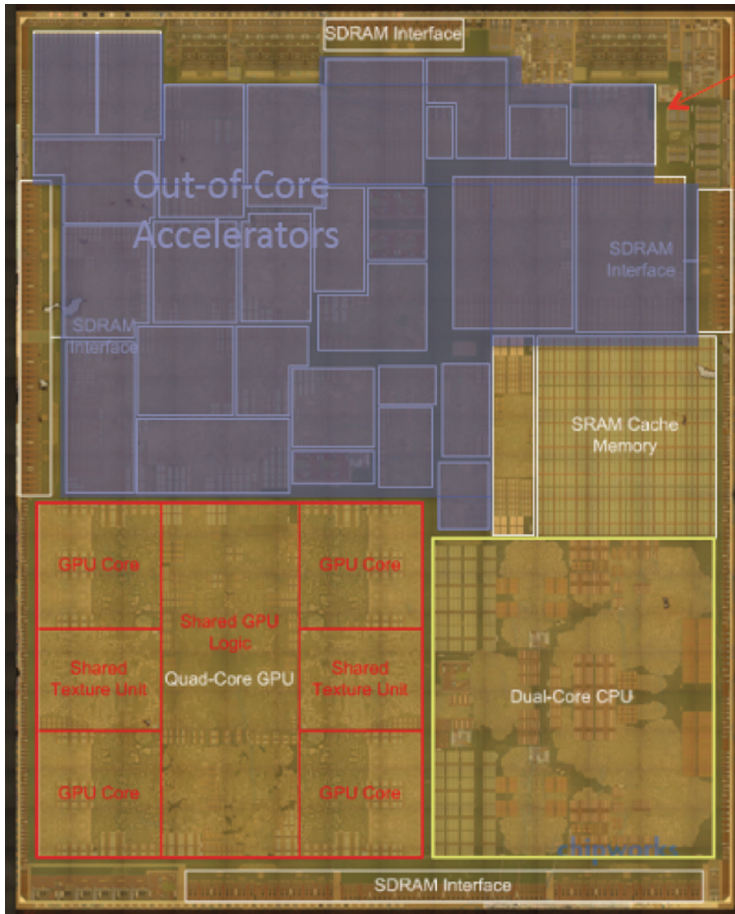 SDRAM Interface
Out-of-Core
Accelerators
SDRAM
Interface
SDRAM
Interface
SRAM Cache
Memory
GPU Core
GPU Core
Shared GPU
Logic
Shared
Texture Unit
Quad-Core GPU
Shared
Texture Unit
Dual-Core CPU
GPU Core
GPU Core
chipworks
SDRAM Interface